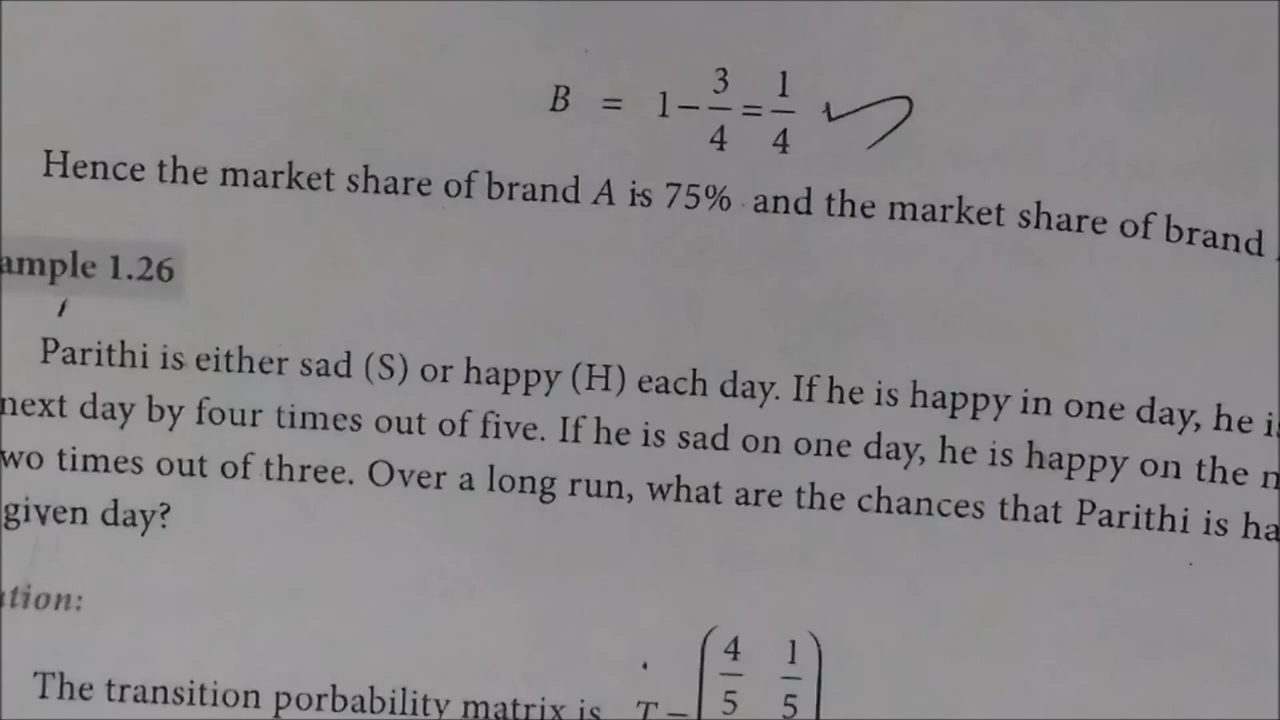 B = 1 - 3/4 = 1/4
Hence the market share of brand A is 75% and the market share of brand
ample 1.26
Parithi is either sad (S) or happy (H) each day. If he is happy in one day, he is
next day by four times out of five. If he is sad on one day, he is happy on the n
wo times out of three. Over a long run, what are the chances that Parithi is ha
given day?
tion:
The transition porbability matrix is T = ( 4/5 1/5 )